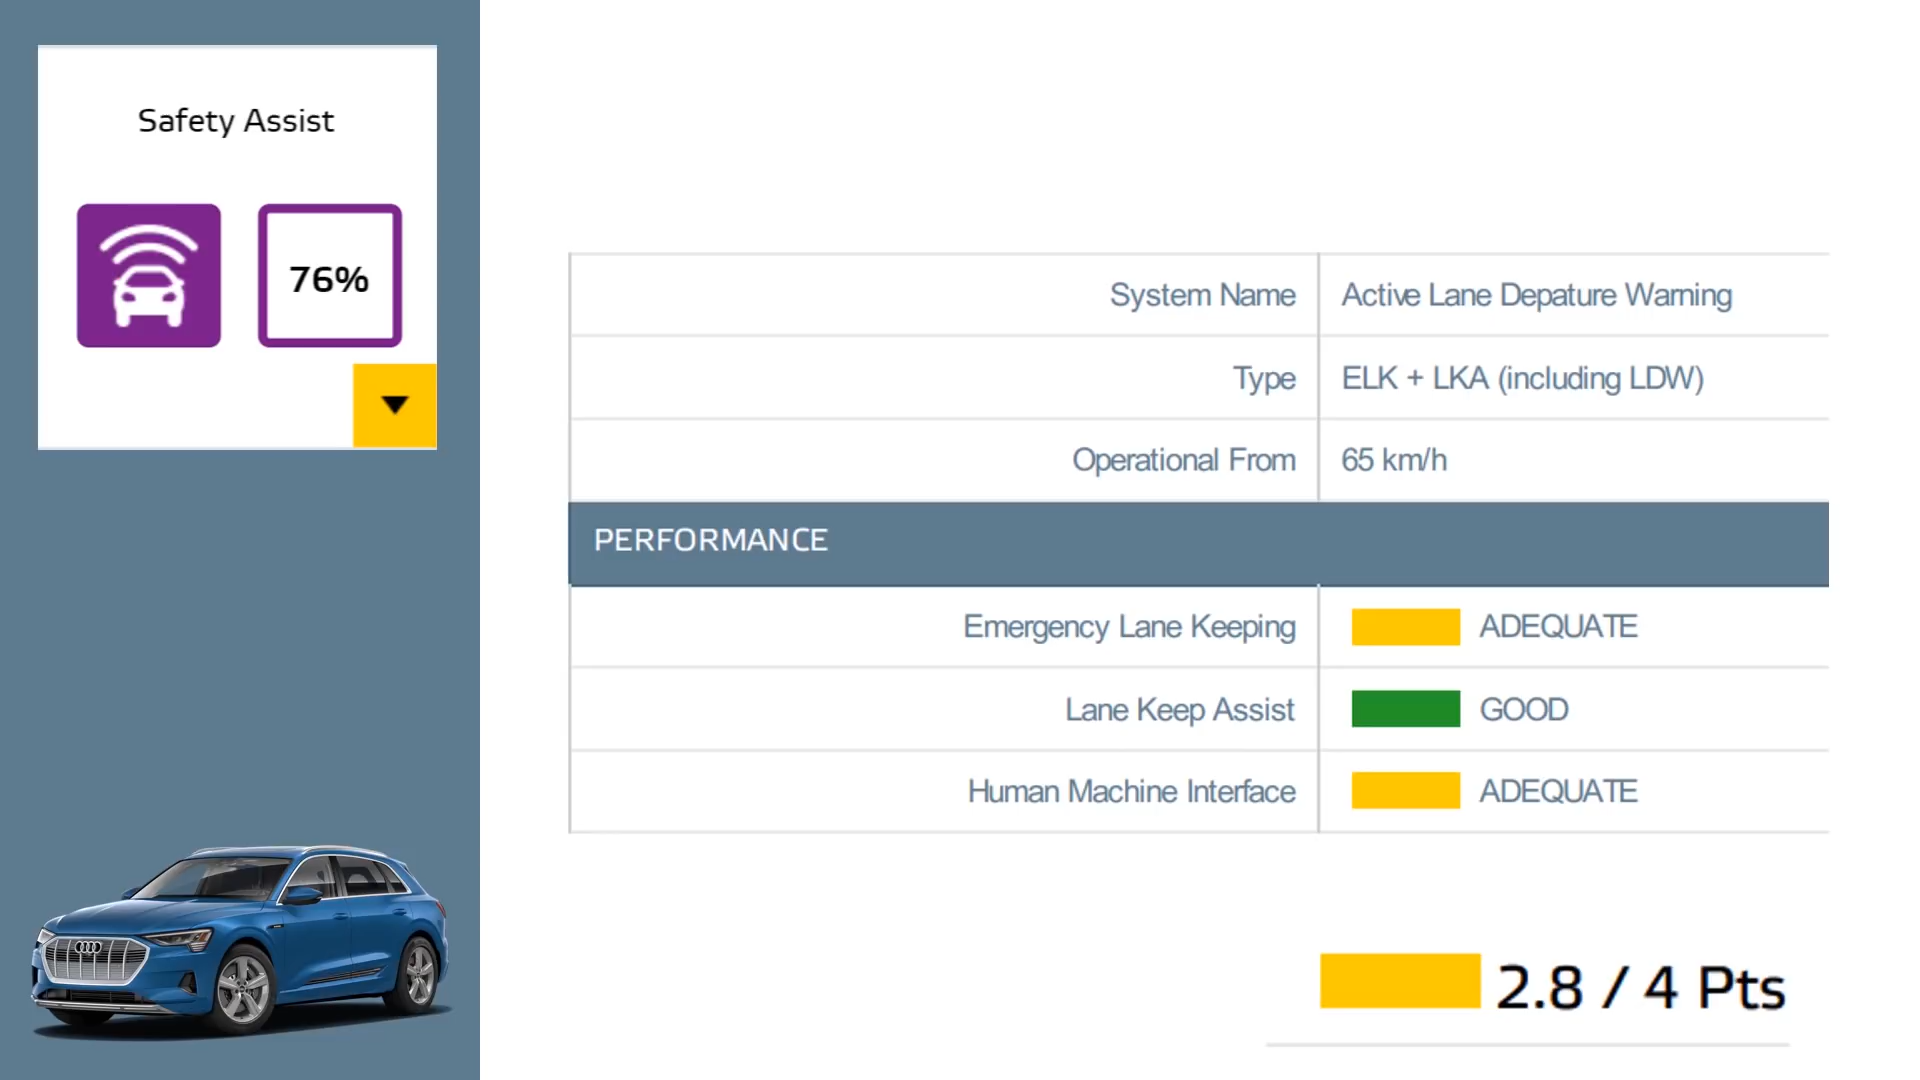 Safety Assist
76%
System Name
Active Lane Depature Warning
Type
ELK + LKA (including LDW)
Operational From
65 km/h
PERFORMANCE
Emergency Lane Keeping
ADEQUATE
Lane Keep Assist
GOOD
Human Machine Interface
ADEQUATE
2.8 / 4 Pts